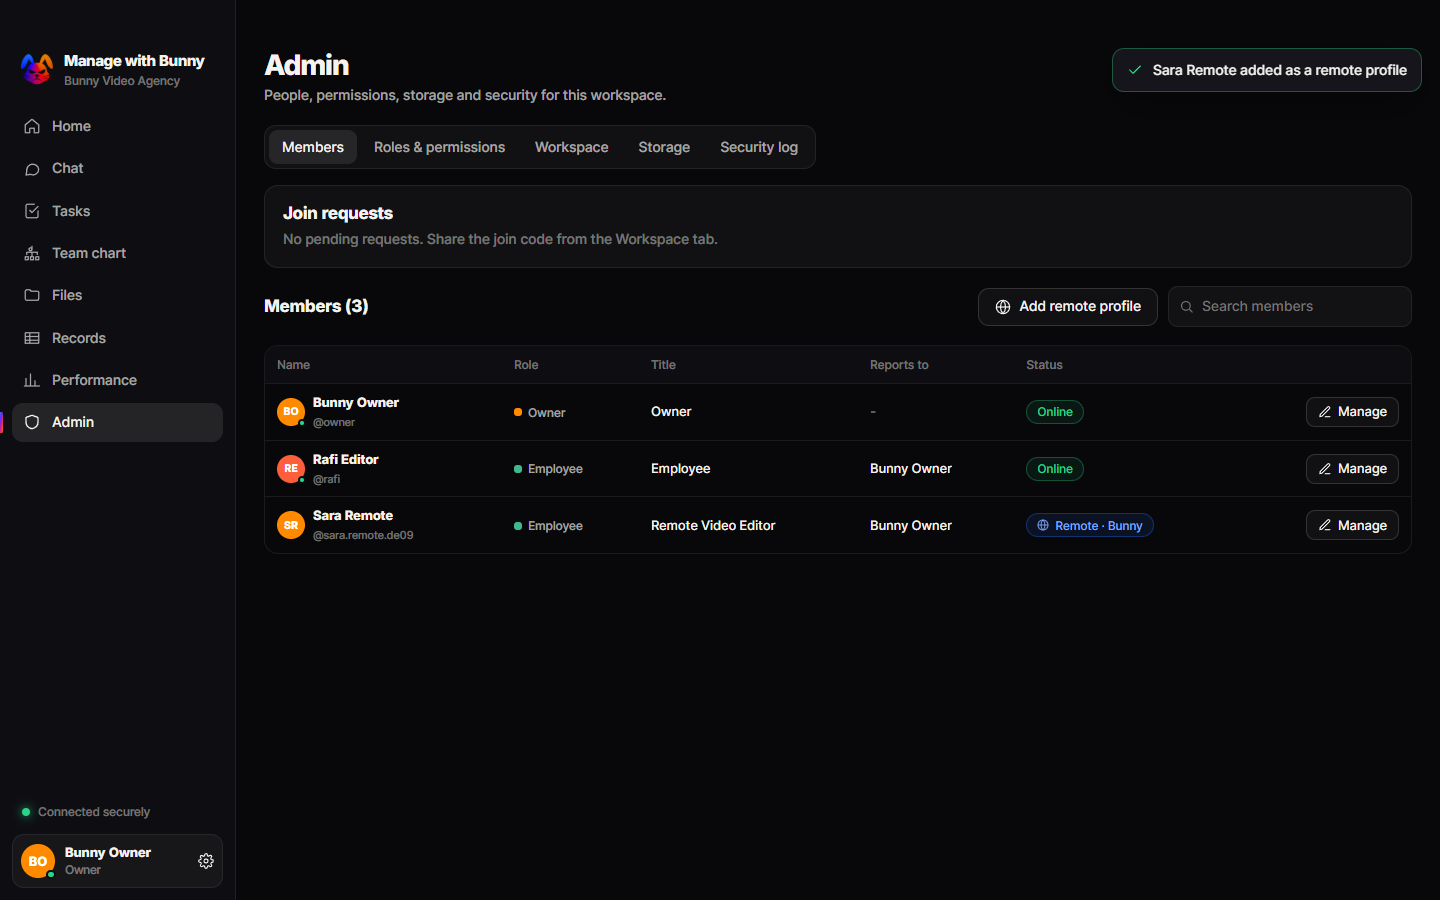 Manage with Bunny
Bunny Video Agency
Home
Chat
Tasks
Team chart
Files
Records
Performance
Admin
Connected securely
BO
Bunny Owner
Owner
Admin
People, permissions, storage and security for this workspace.
Sara Remote added as a remote profile
Members Roles & permissions Workspace Storage Security log
Join requests
No pending requests. Share the join code from the Workspace tab.
Members (3)
Add remote profile
Search members
Name Role Title Reports to Status
BO Bunny Owner @owner Owner Owner - Online Manage
RE Rafi Editor @rafi Employee Employee Bunny Owner Online Manage
SR Sara Remote @sara.remote.de09 Employee Remote Video Editor Bunny Owner Remote · Bunny Manage